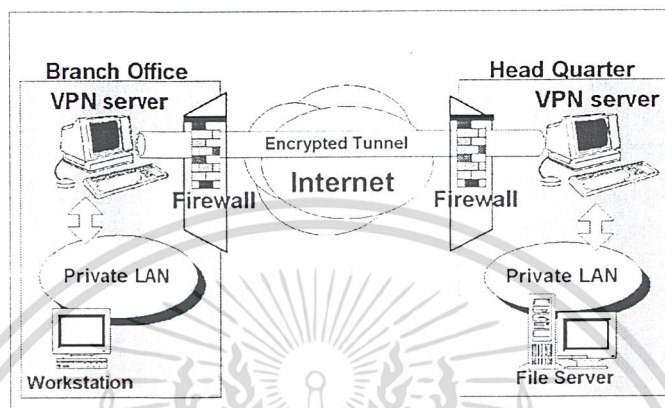 Branch Office
VPN server
Firewall
Private LAN
Workstation
Encrypted Tunnel
Internet
Head Quarter
VPN server
Firewall
Private LAN
File Server